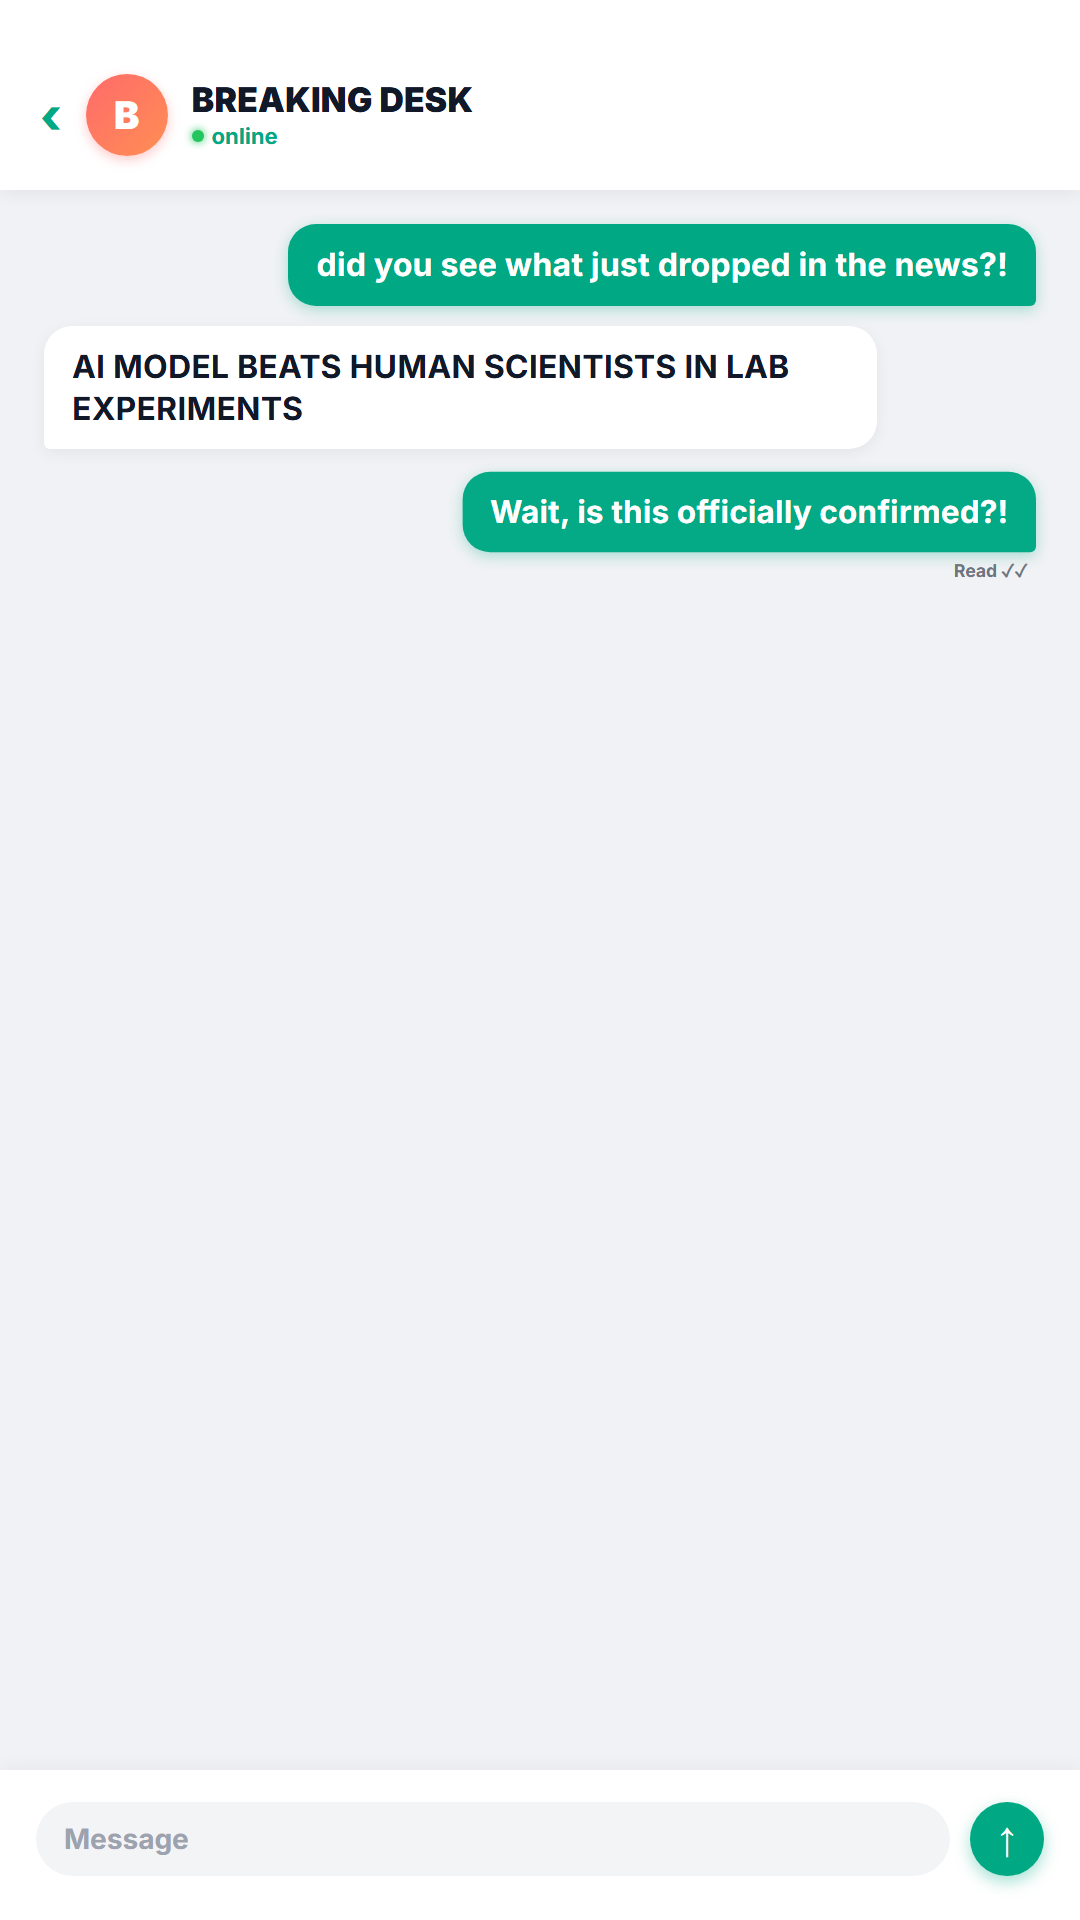 ‹
B
BREAKING DESK
online
did you see what just dropped in the news?!
AI MODEL BEATS HUMAN SCIENTISTS IN LAB
EXPERIMENTS
Wait, is this officially confirmed?!
Read ✓✓
Message
↑